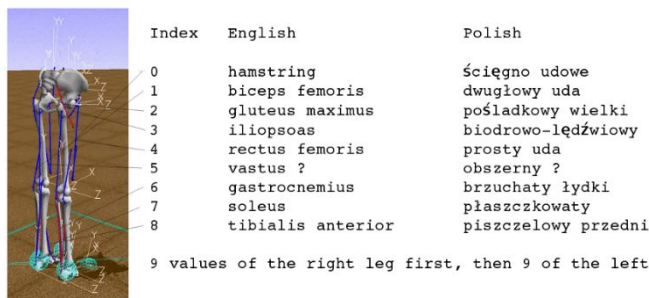 Index English Polish
0 hamstring ścięgno udowe
1 biceps femoris dwugłowy uda
2 gluteus maximus pośladkowy wielki
3 iliopsoas biodrowo-lędźwiowy
4 rectus femoris prosty uda
5 vastus ? obszerny ?
6 gastrocnemius brzuchaty łydki
7 soleus płaszczkowaty
8 tibialis anterior piszczelowy przedni
9 values of the right leg first, then 9 of the left